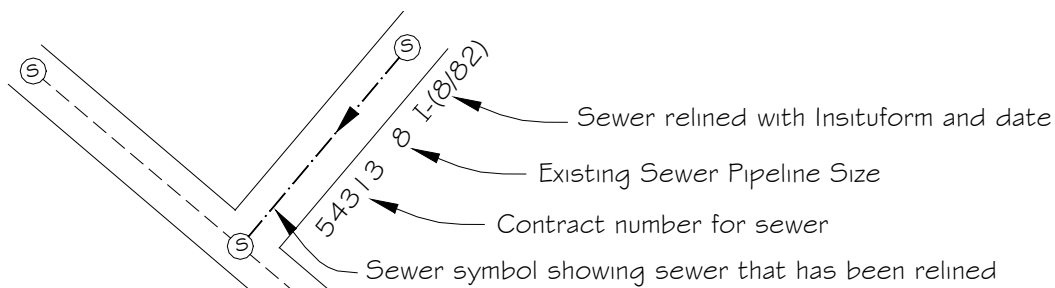 S
S
S
54313 8 I-(8/82)
Sewer relined with Insituform and date
Existing Sewer Pipeline Size
Contract number for sewer
Sewer symbol showing sewer that has been relined